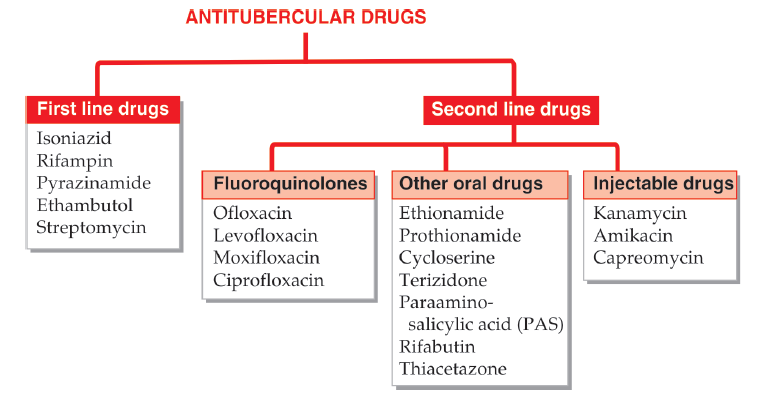 ANTITUBERCULAR DRUGS
First line drugs
Isoniazid
Rifampin
Pyrazinamide
Ethambutol
Streptomycin
Second line drugs
Fluoroquinolones
Ofloxacin
Levofloxacin
Moxifloxacin
Ciprofloxacin
Other oral drugs
Ethionamide
Prothionamide
Cycloserine
Terizidone
Paraamino-
salicylic acid (PAS)
Rifabutin
Thiacetazone
Injectable drugs
Kanamycin
Amikacin
Capreomycin